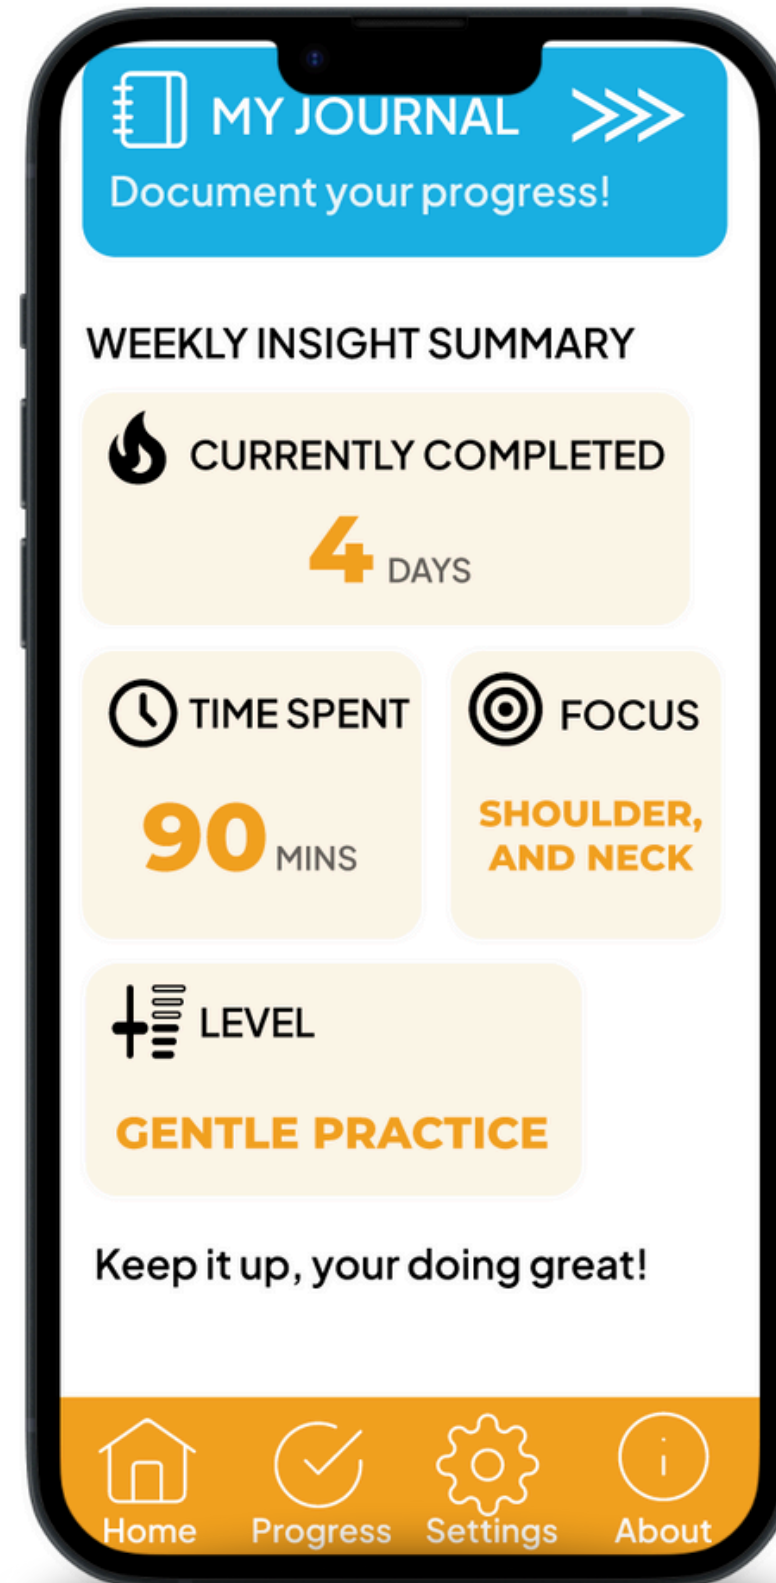 MY JOURNAL
Document your progress!
WEEKLY INSIGHT SUMMARY
CURRENTLY COMPLETED
4 DAYS
TIME SPENT
90 MINS
FOCUS
SHOULDER,
AND NECK
LEVEL
GENTLE PRACTICE
Keep it up, your doing great!
Home Progress Settings About